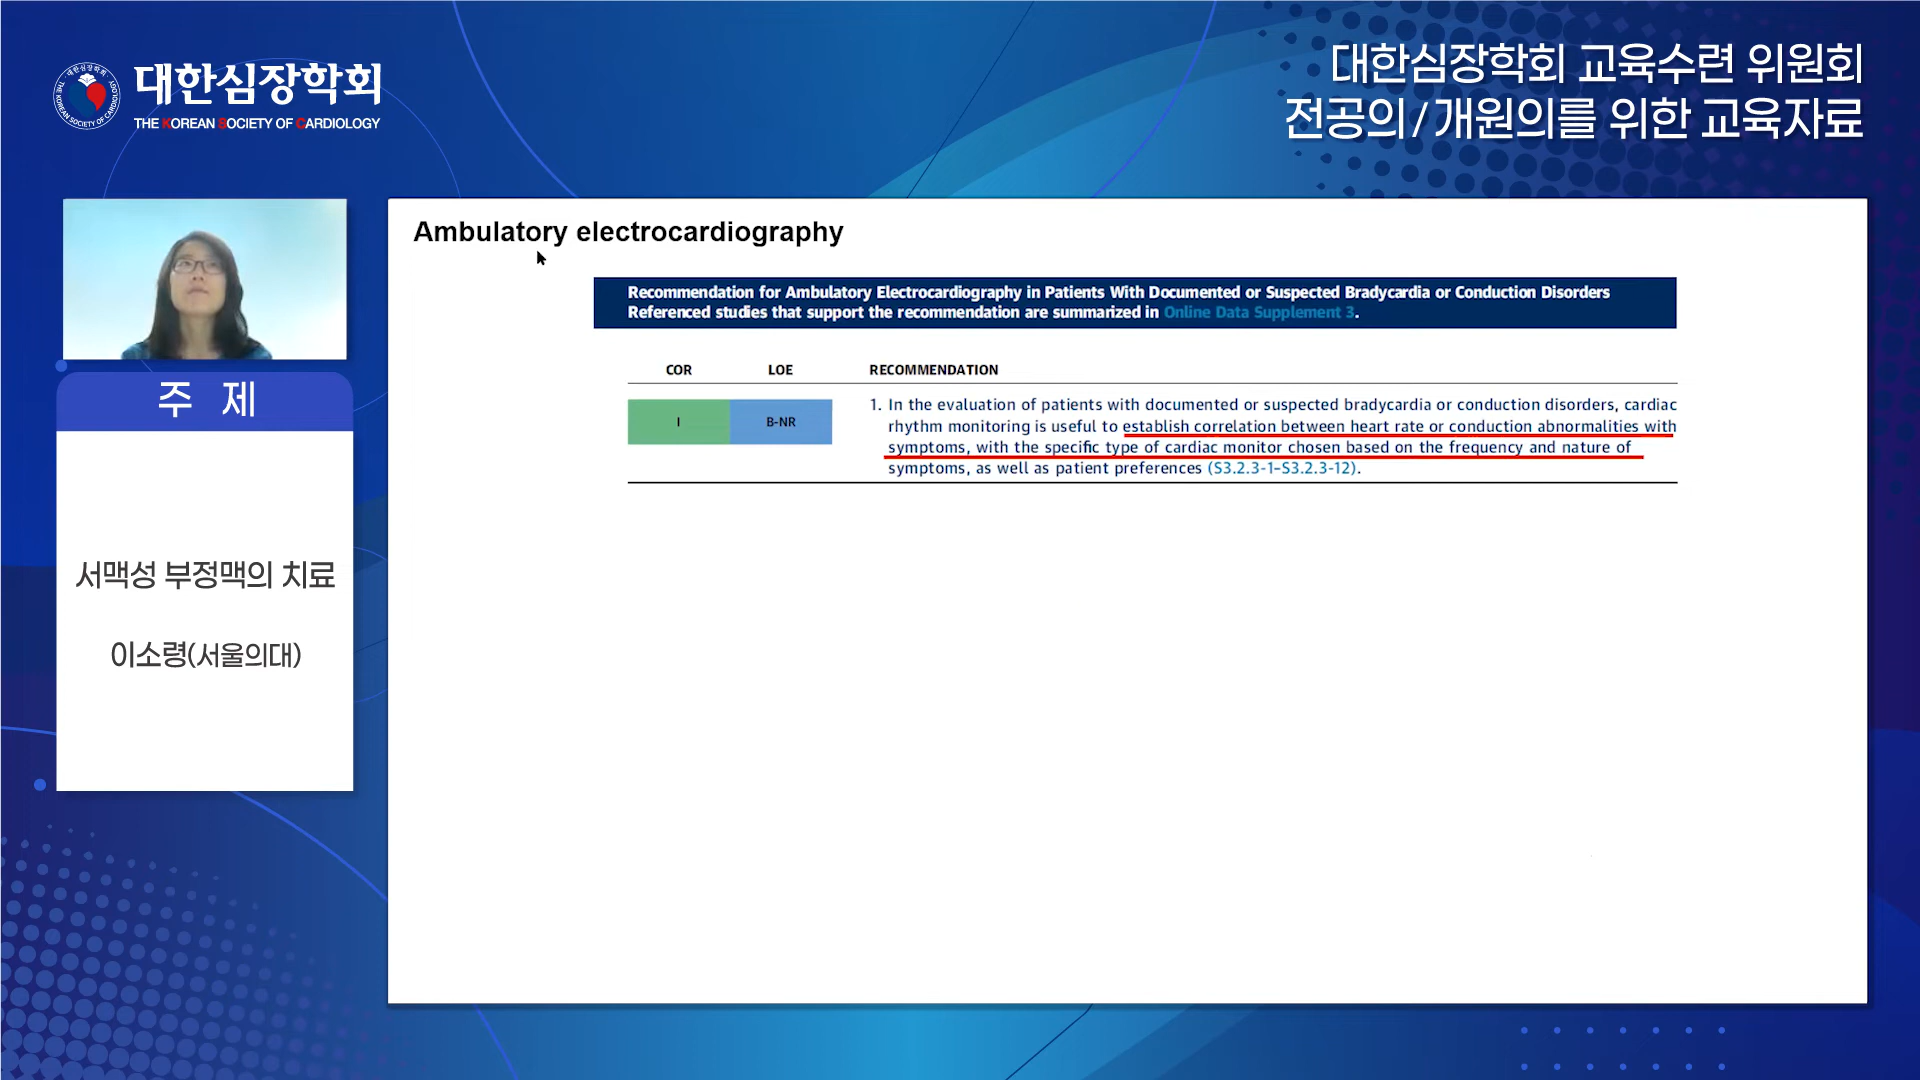 대한심장학회
THE KOREAN SOCIETY OF CARDIOLOGY
대한심장학회 교육수련 위원회
전공의/개원의를 위한 교육자료
주 제
서맥성 부정맥의 치료
이소령(서울의대)
Ambulatory electrocardiography
Recommendation for Ambulatory Electrocardiography in Patients With Documented or Suspected Bradycardia or Conduction Disorders
Referenced studies that support the recommendation are summarized in Online Data Supplement 3.
COR LOE RECOMMENDATION
I B-NR
1. In the evaluation of patients with documented or suspected bradycardia or conduction disorders, cardiac
rhythm monitoring is useful to establish correlation between heart rate or conduction abnormalities with
symptoms, with the specific type of cardiac monitor chosen based on the frequency and nature of
symptoms, as well as patient preferences (S3.2.3-1–S3.2.3-12).